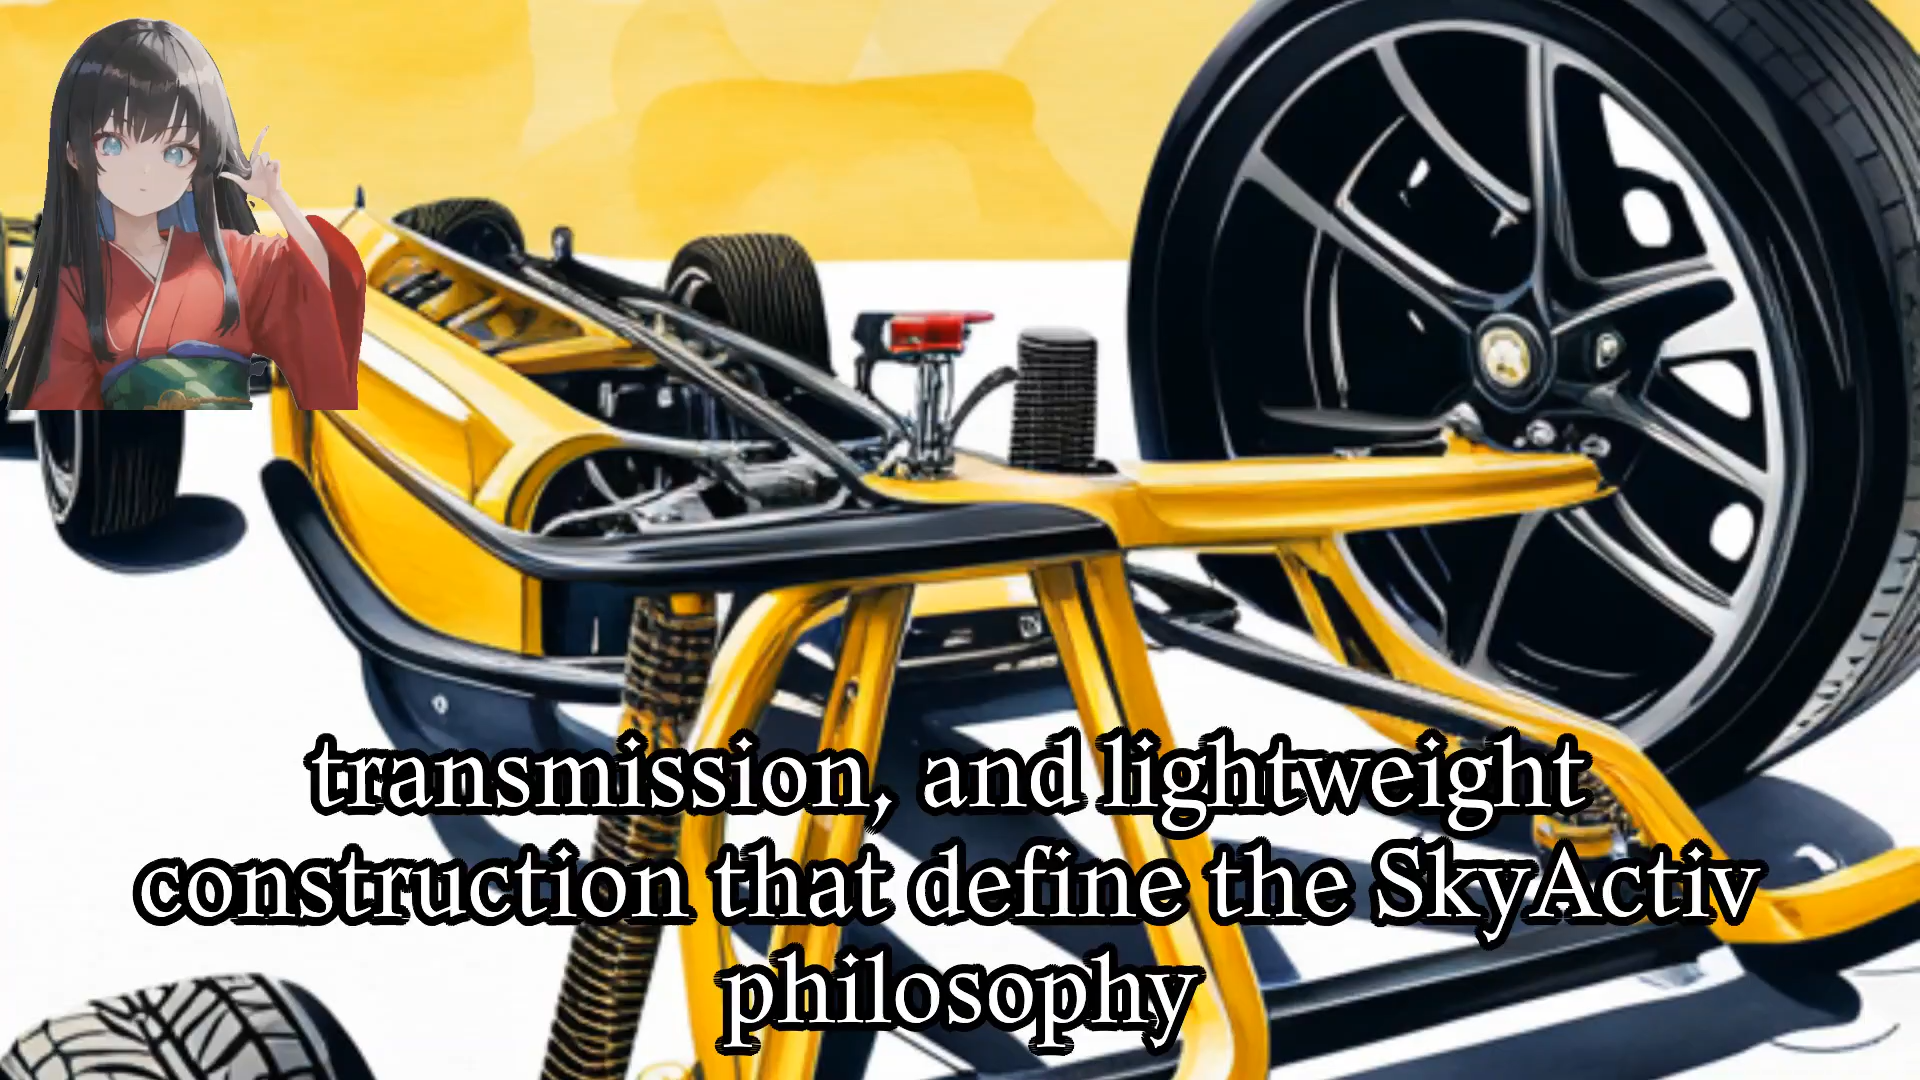 transmission, and lightweight
construction that define the SkyActiv
philosophy